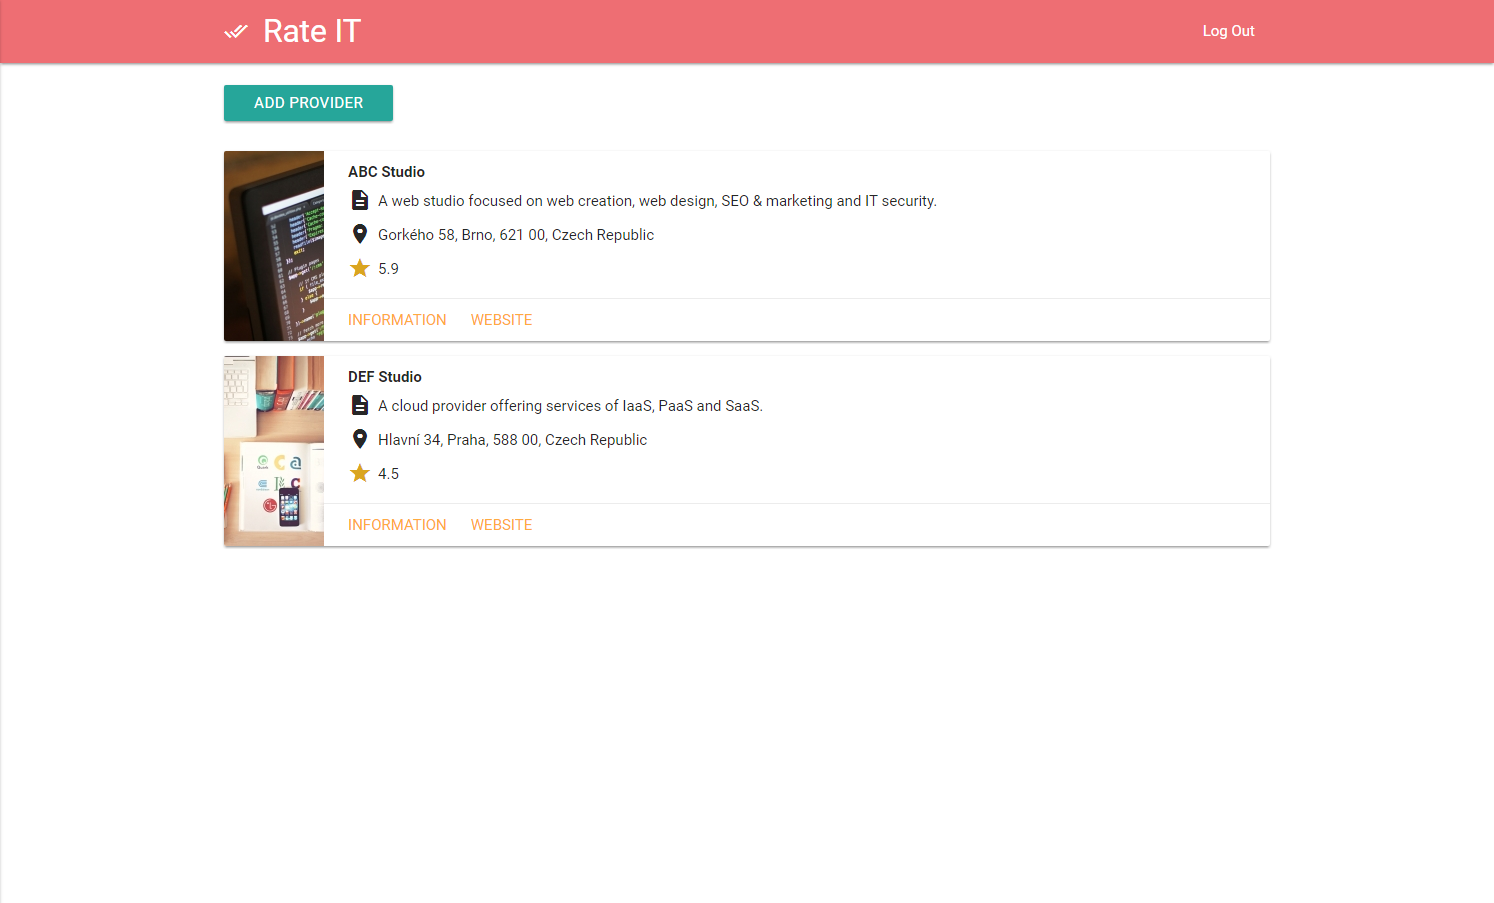 Rate IT
Log Out
ADD PROVIDER
ABC Studio
A web studio focused on web creation, web design, SEO & marketing and IT security.
Gorkého 58, Brno, 621 00, Czech Republic
5.9
INFORMATION WEBSITE
DEF Studio
A cloud provider offering services of IaaS, PaaS and SaaS.
Hlavní 34, Praha, 588 00, Czech Republic
4.5
INFORMATION WEBSITE